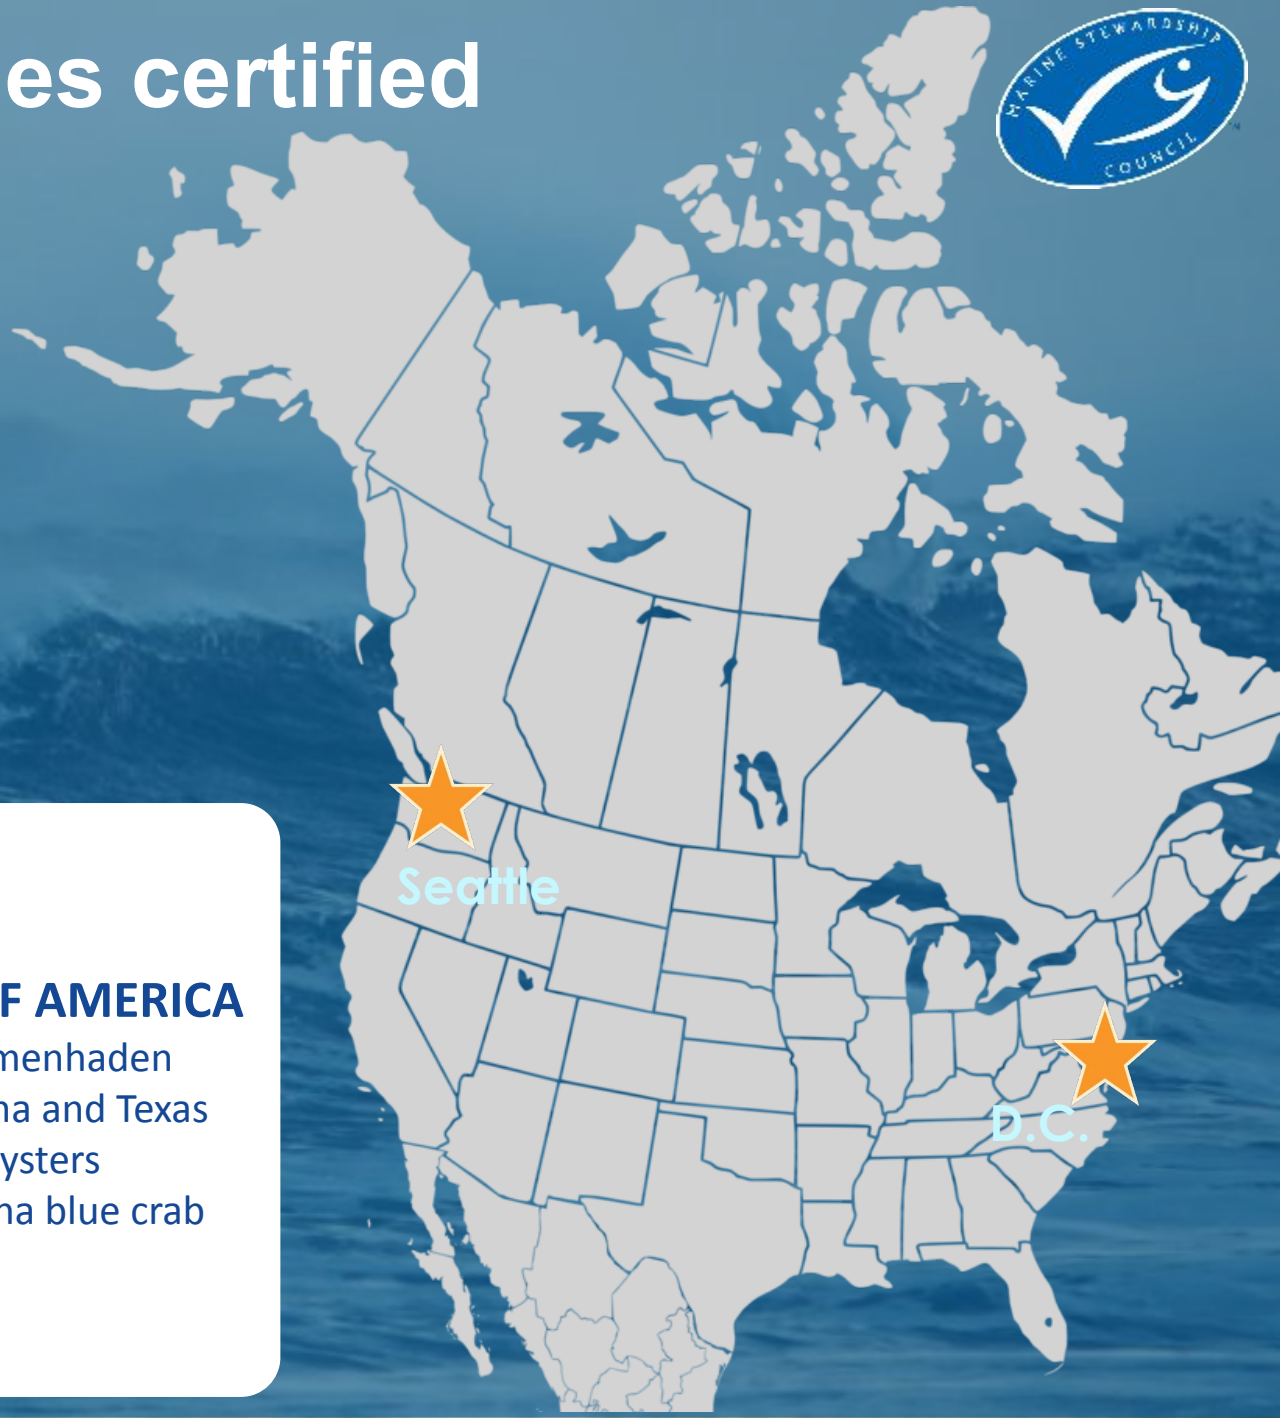 es certified
MARINE STEWARDSHIP
COUNCIL
Seattle
F AMERICA
menhaden
na and Texas
ysters
na blue crab
D.C.